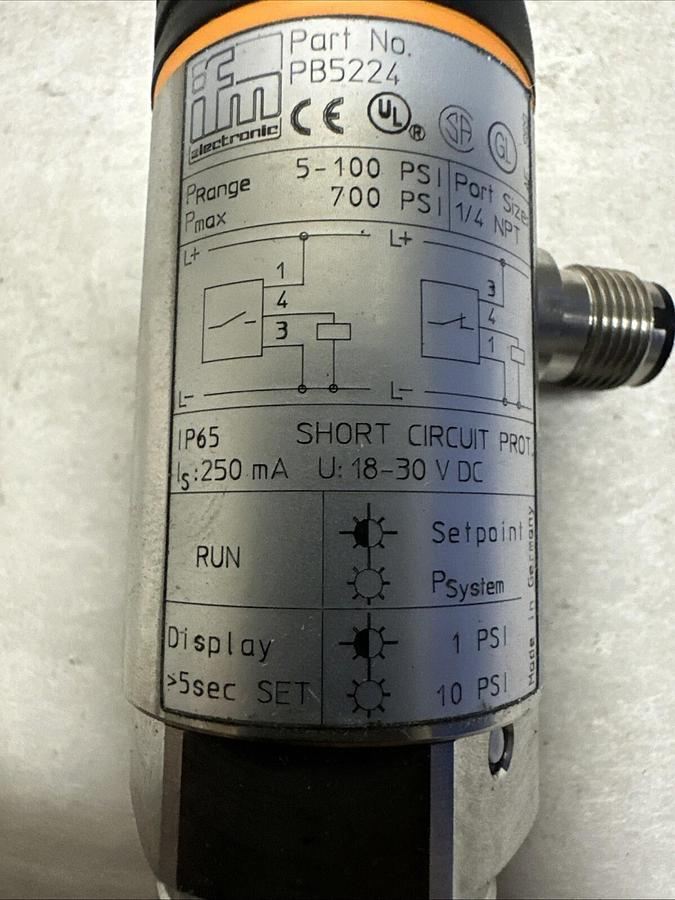 ifm
electronic
Part No.
PB5224
CE UL® SA GL
PRange 5-100 PSI
Pmax 700 PSI
Port Size
1/4 NPT
L+ L+
1
4
3
3
4
1
L- L-
IP65 SHORT CIRCUIT PROT.
Is:250 mA U: 18-30 V DC
RUN
Setpoint
PSystem
Display
>5sec SET
1 PSI
10 PSI
Made in Germany